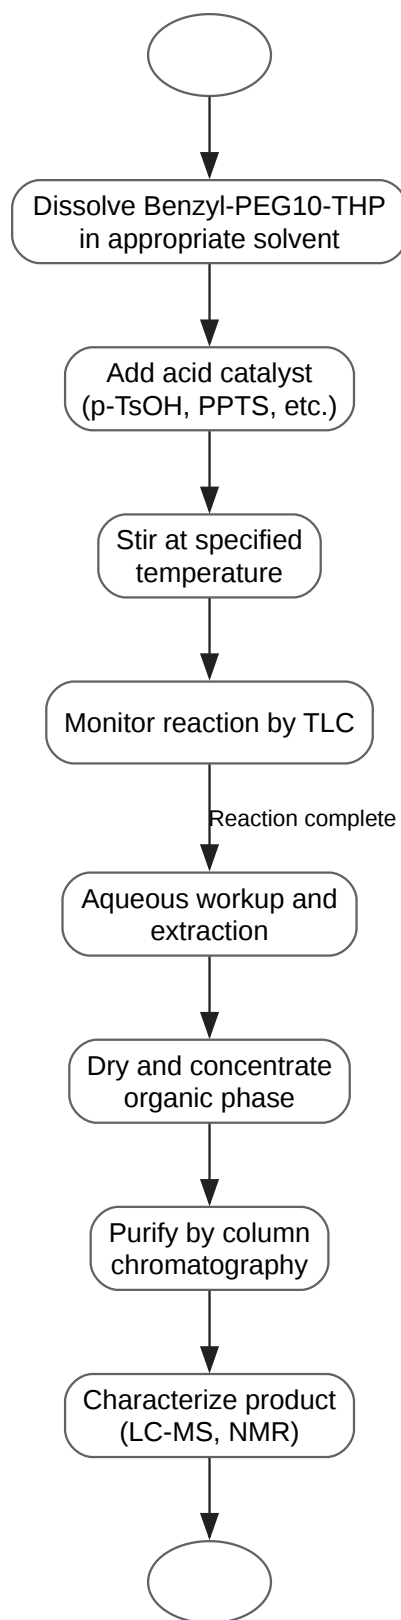 Dissolve Benzyl-PEG10-THP
in appropriate solvent
Add acid catalyst
(p-TsOH, PPTS, etc.)
Stir at specified
temperature
Monitor reaction by TLC
Reaction complete
Aqueous workup and
extraction
Dry and concentrate
organic phase
Purify by column
chromatography
Characterize product
(LC-MS, NMR)